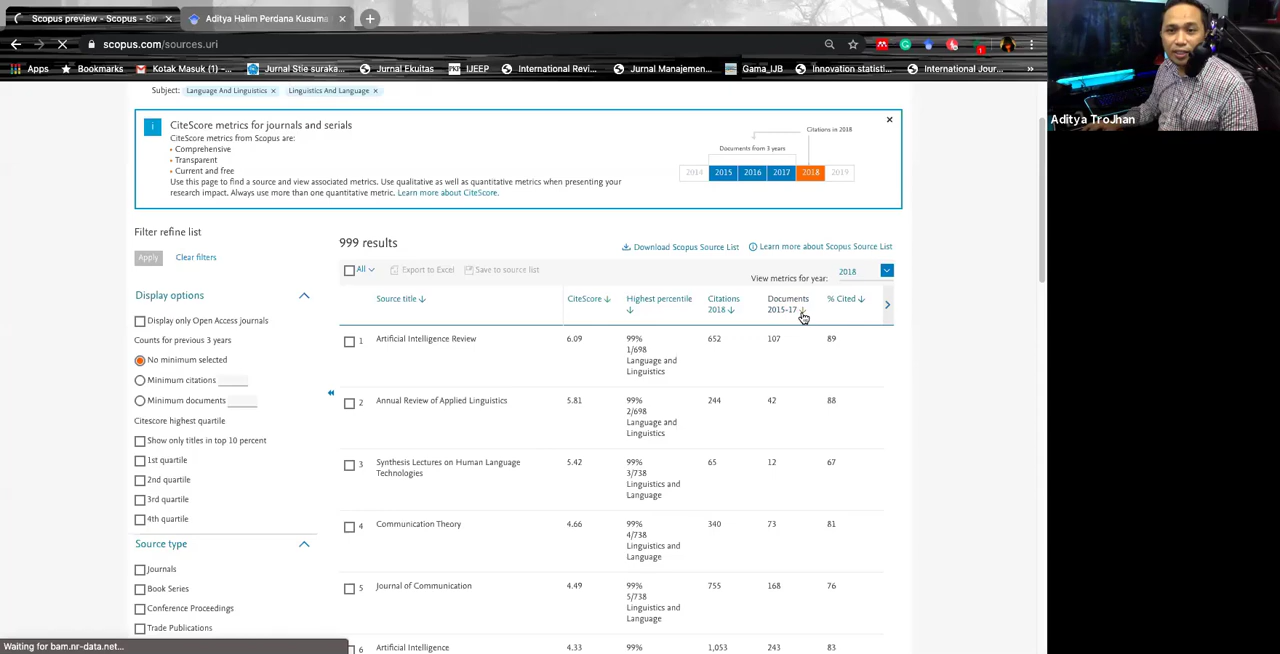 Scopus preview - Scopus - So
Aditya Halim Perdana Kusuma
scopus.com/sources.uri
Apps
Bookmarks
Kotak Masuk (1) -...
Jurnal Stie suraka...
Jurnal Ekuitas
IJEEP
International Revi...
Jurnal Manajemen...
Gama_IJB
Innovation statisti...
International Jour...
»
Subject: Language And Linguistics × Linguistics And Language ×
CiteScore metrics for journals and serials
CiteScore metrics from Scopus are:
• Comprehensive
• Transparent
• Current and free
Use this page to find a source and view associated metrics. Use qualitative as well as quantitative metrics when presenting your
research impact. Always use more than one quantitative metric. Learn more about CiteScore.
Citations in 2018
Documents from 3 years
2014 2015 2016 2017 2018 2019
Filter refine list
Apply Clear filters
Display options
Display only Open Access journals
Counts for previous 3 years
No minimum selected
Minimum citations
Minimum documents
Citescore highest quartile
Show only titles in top 10 percent
1st quartile
2nd quartile
3rd quartile
4th quartile
Source type
Journals
Book Series
Conference Proceedings
Trade Publications
999 results
Download Scopus Source List
Learn more about Scopus Source List
All
Export to Excel
Save to source list
View metrics for year: 2018
Source title ↓
CiteScore ↓
Highest percentile
↓
Citations
2018 ↓
Documents
2015-17 ↓
% Cited ↓
1 Artificial Intelligence Review 6.09 99% 652 107 89
1/698
Language and
Linguistics
2 Annual Review of Applied Linguistics 5.81 99% 244 42 88
2/698
Language and
Linguistics
3 Synthesis Lectures on Human Language 5.42 99% 65 12 67
Technologies 3/738
Linguistics and
Language
4 Communication Theory 4.66 99% 340 73 81
4/738
Linguistics and
Language
5 Journal of Communication 4.49 99% 755 168 76
5/738
Linguistics and
Language
6 Artificial Intelligence 4.33 99% 1,053 243 83
Waiting for bam.nr-data.net...
Aditya TroJhan